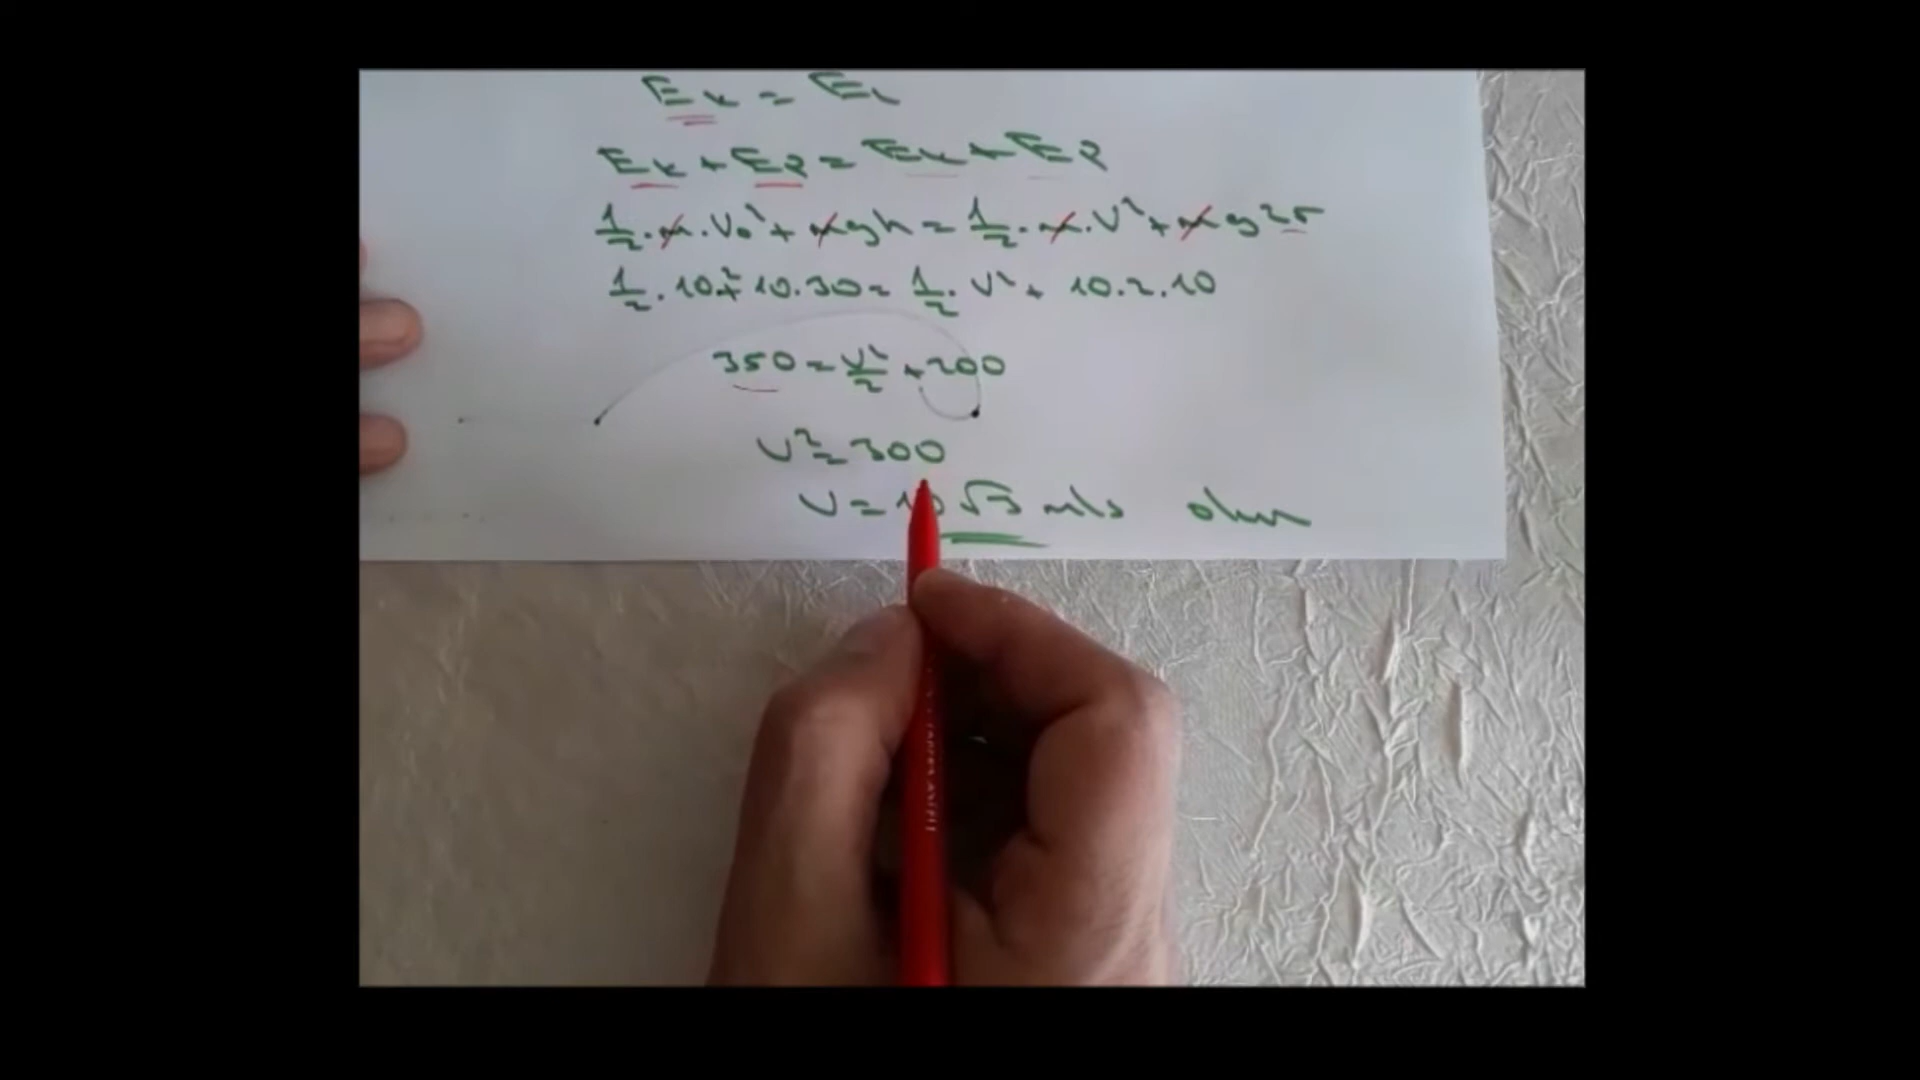 Ek = E
Ek + Ep = Ek + Ep
1/2 · m · V₀² + mgh = 1/2 · m · V² + mg2r
1/2 · 10² + 10.30 = 1/2 · V² + 10.2.10
350 = V²/2 + 200
V² = 300
V = 10√3 m/s olur